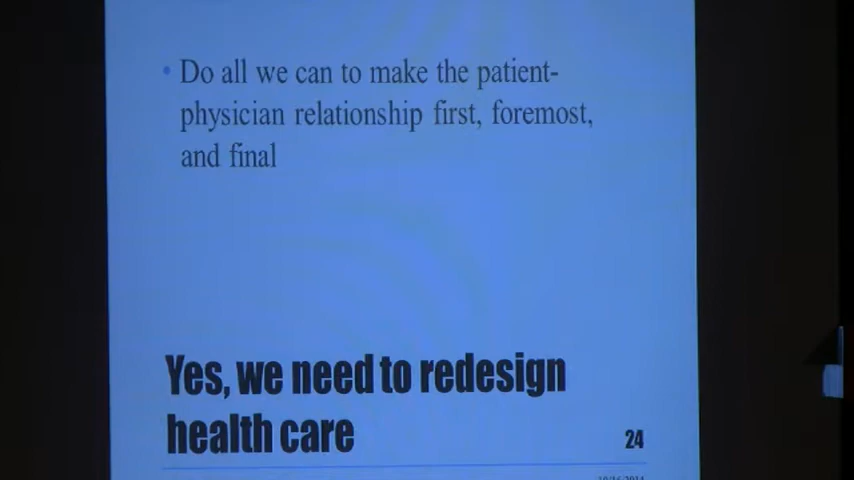 • Do all we can to make the patient-
physician relationship first, foremost,
and final
Yes, we need to redesign
health care
24